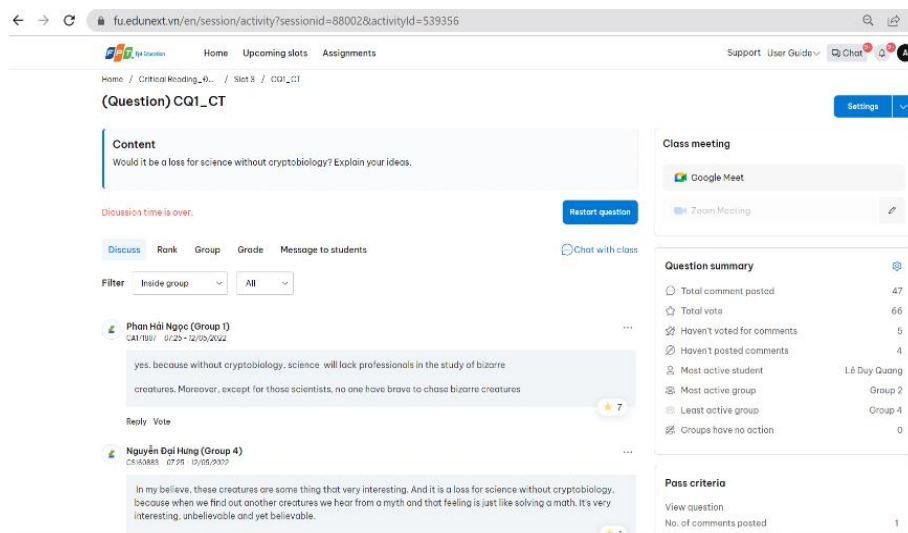 fu.edunext.vn/en/session/activity?sessionid=88002&activityId=539356
FPT Fpt Education Home Upcoming slots Assignments Support User Guide Chat
Home / Critical Reading_Đ... / Slot 3 / CQ1_CT
(Question) CQ1_CT
Settings
Content
Would it be a loss for science without cryptobiology? Explain your ideas.
Dicussion time is over.
Restart question
Discuss Rank Group Grade Message to students Chat with class
Filter Inside group All
Phan Hải Ngọc (Group 1)
07:25 - 12/05/2022
yes. because without cryptobiology, science will lack professionals in the study of bizarre
creatures. Moreover, except for those scientists, no one have brave to chase bizarre creatures
7
Reply Vote
Nguyễn Đại Hưng (Group 4)
07:25 - 12/05/2022
In my believe, these creatures are some thing that very interesting. And it is a loss for science without cryptobiology,
because when we find out another creatures we hear from a myth and that feeling is just like solving a math. It's very
interesting, unbelievable and yet believable.
Class meeting
Google Meet
Zoom Meeting
Question summary
Total comment posted 47
Total vote 66
Haven't voted for comments 5
Haven't posted comments 4
Most active student Lê Duy Quang
Most active group Group 2
Least active group Group 4
Groups have no action 0
Pass criteria
View question
No. of comments posted 1